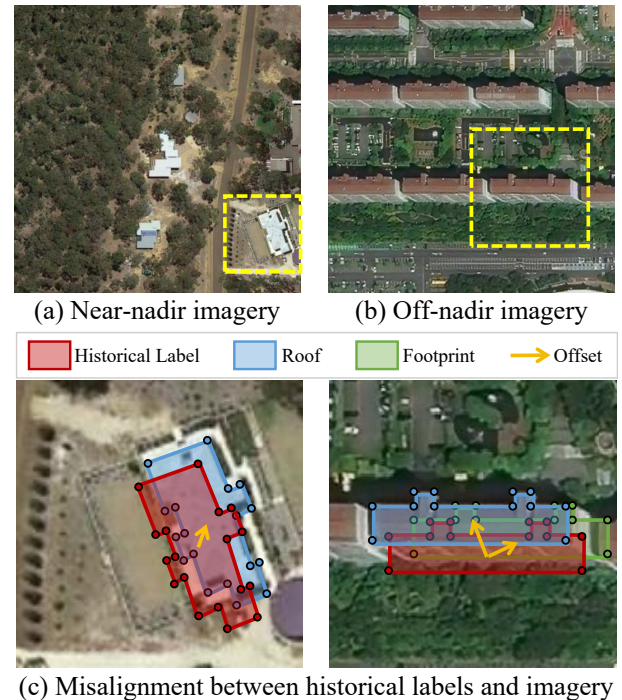 (a) Near-nadir imagery
(b) Off-nadir imagery
Historical Label
Roof
Footprint
Offset
(c) Misalignment between historical labels and imagery